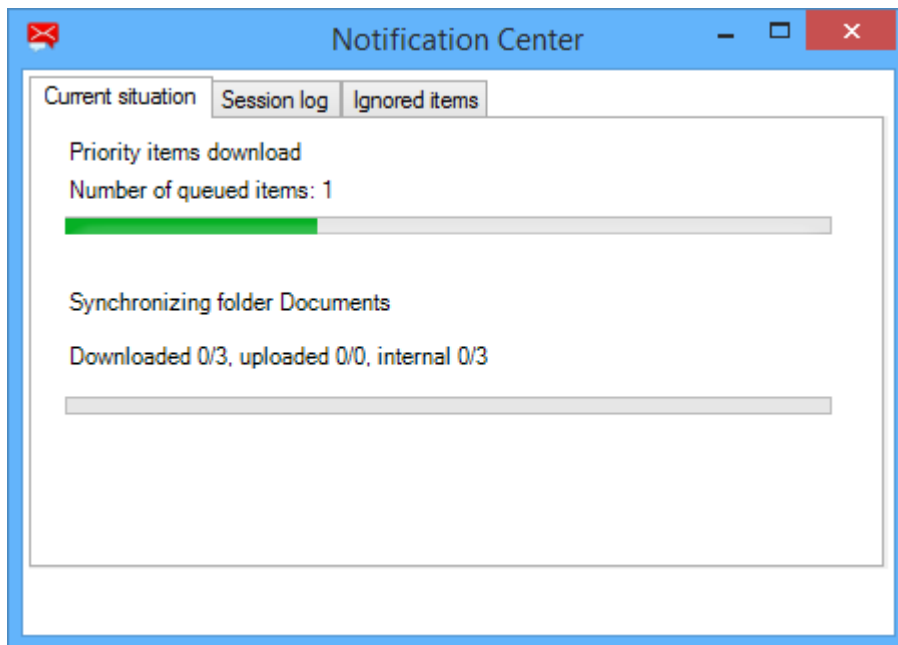 Notification Center
Current situation Session log Ignored items
Priority items download
Number of queued items: 1
Synchronizing folder Documents
Downloaded 0/3, uploaded 0/0, internal 0/3